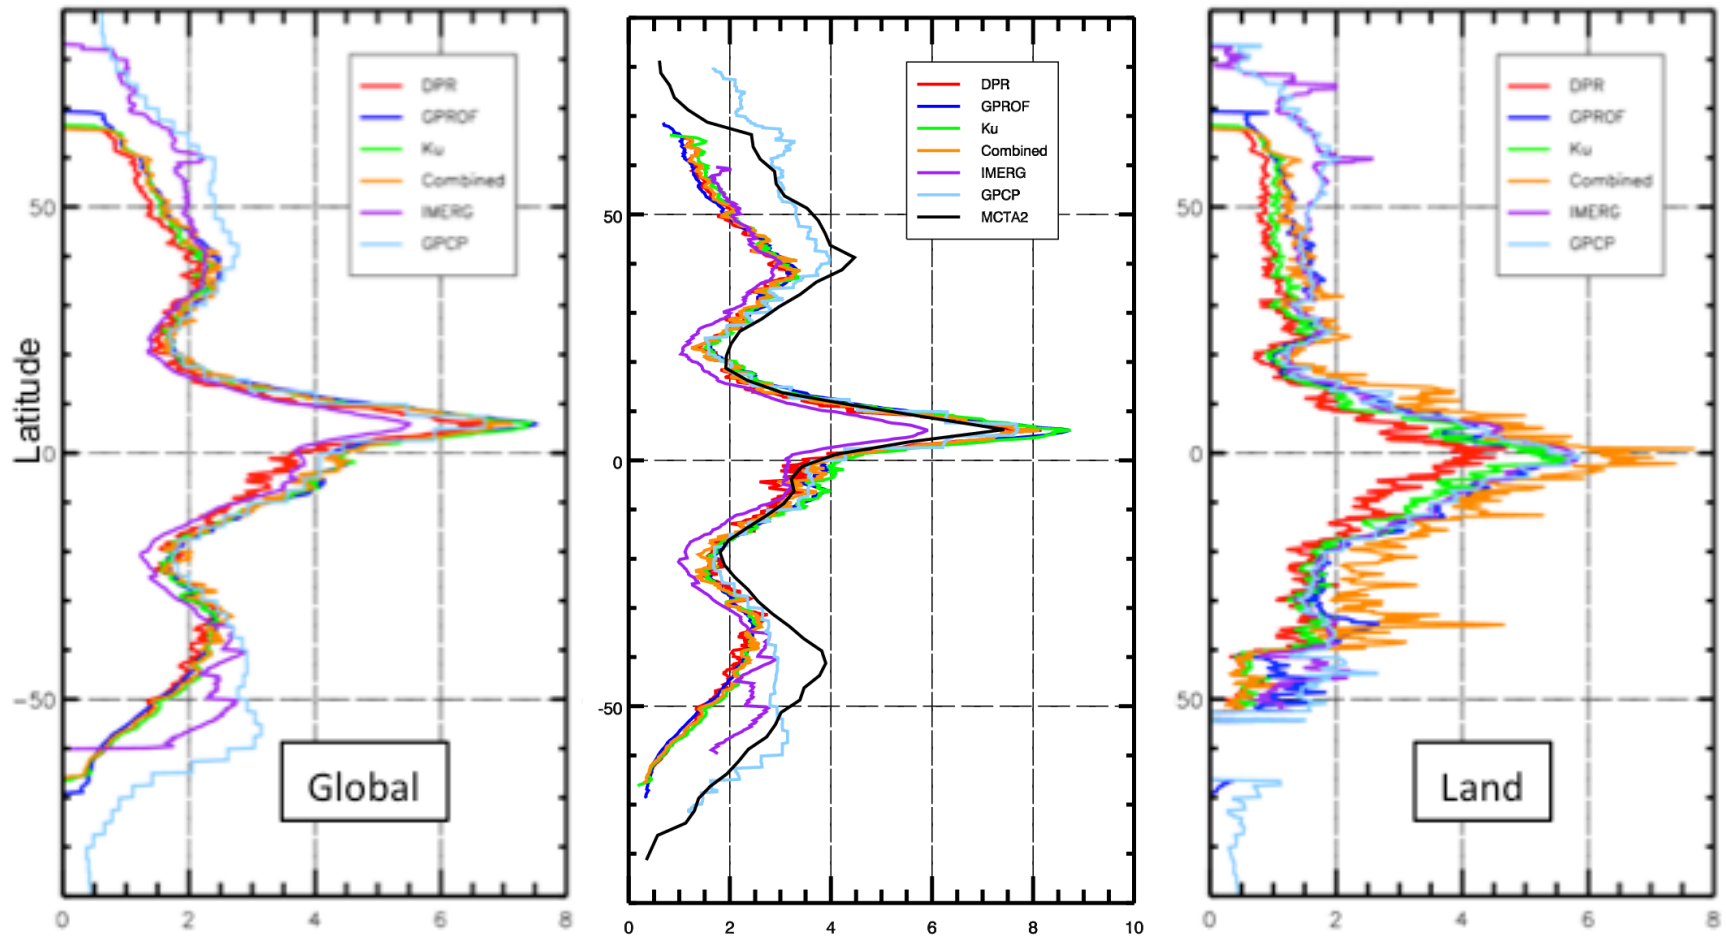 DPR
GPROF
Ku
Combined
IMERG
GPCP
50
0
−50
Latitude
Global
0 2 4 6 8
DPR
GPROF
Ku
Combined
IMERG
GPCP
MCTA2
50
0
-50
0 2 4 6 8 10
DPR
GPROF
Ku
Combined
IMERG
GPCP
50
0
50
Land
0 2 4 6 8